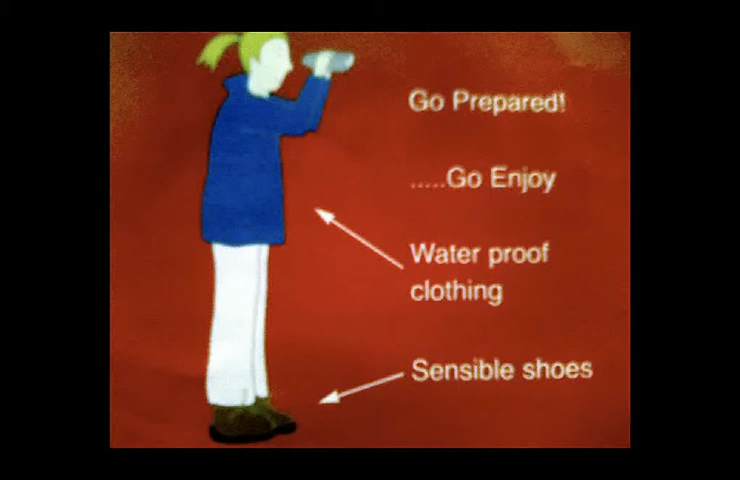 Go Prepared!
.....Go Enjoy
Water proof
clothing
Sensible shoes